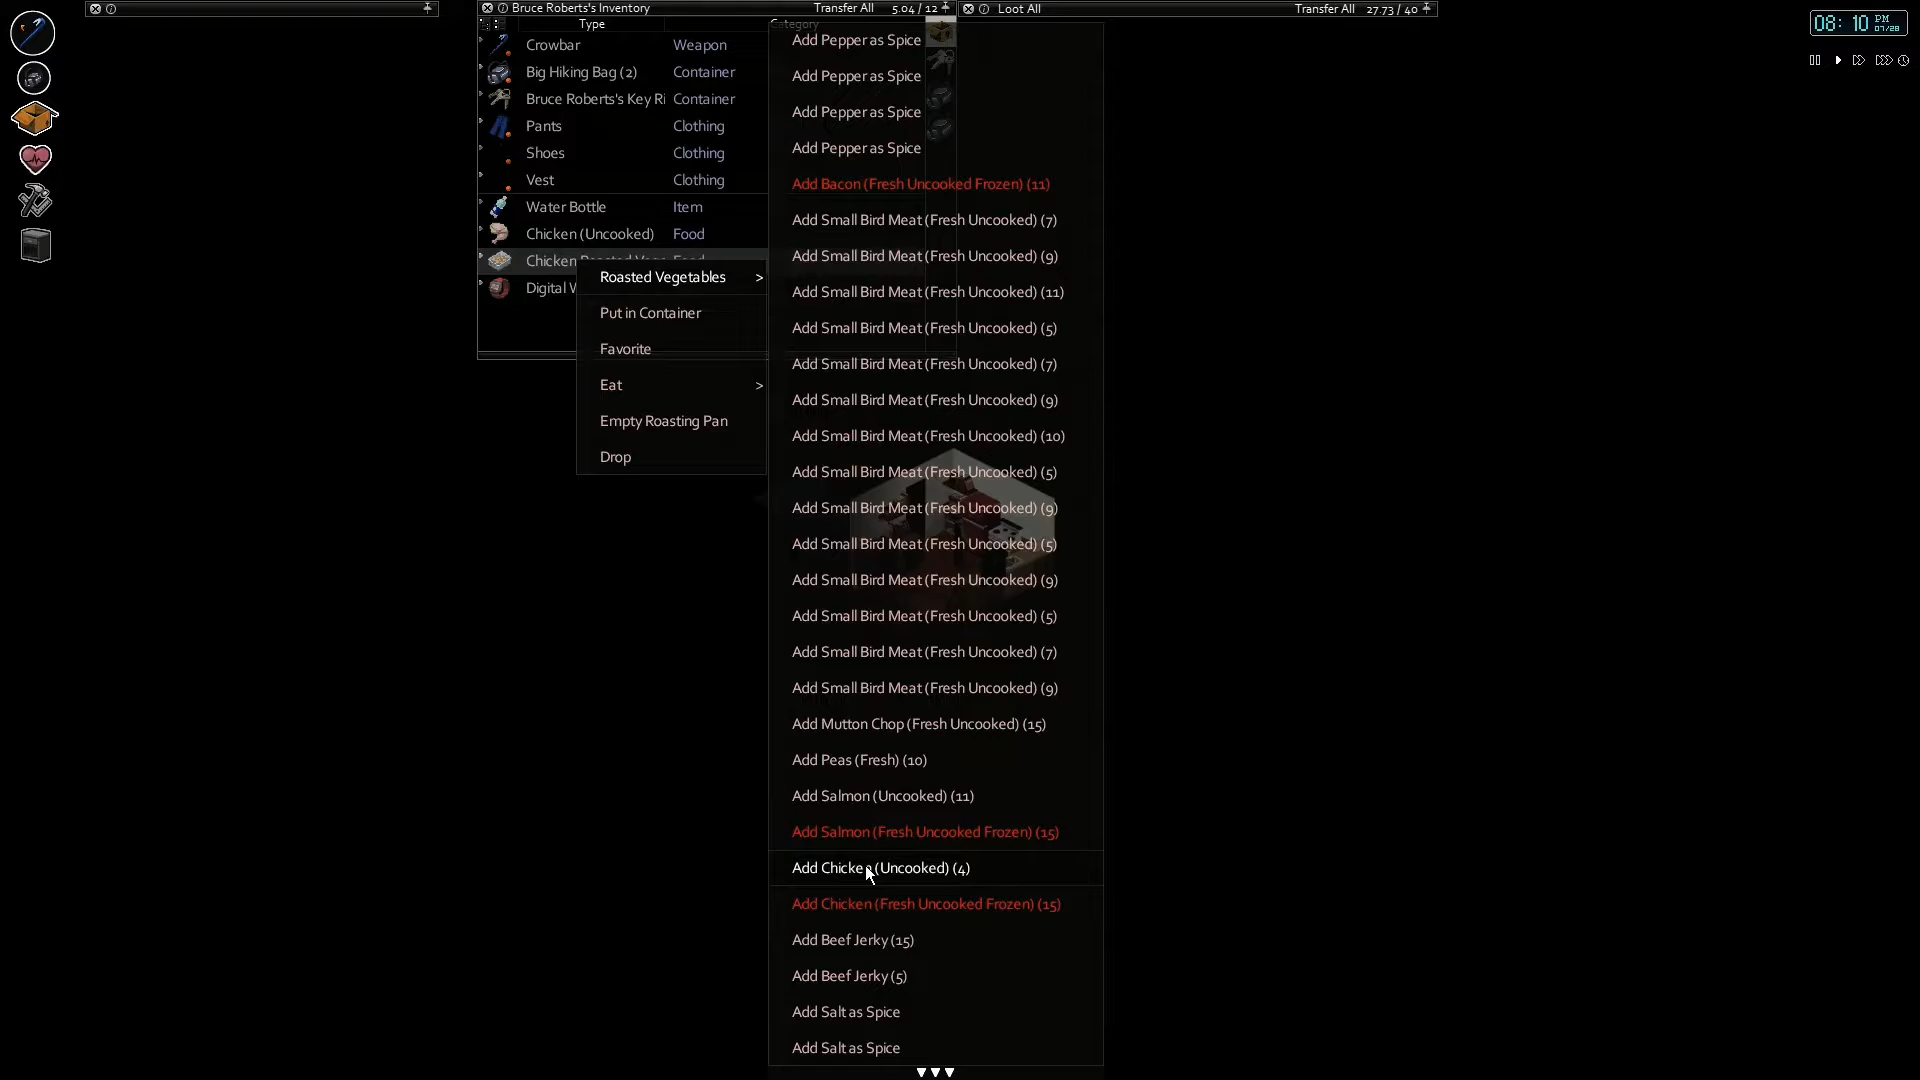 Bruce Roberts's Inventory
Transfer All 5.04 / 12
Loot All
Transfer All 27.73 / 40
08: 10 PM
07/28
Type
Category
Crowbar Weapon
Big Hiking Bag (2) Container
Bruce Roberts's Key Ri Container
Pants Clothing
Shoes Clothing
Vest Clothing
Water Bottle Item
Chicken (Uncooked) Food
Chicken Roasted Vege Food
Digital W
Roasted Vegetables >
Put in Container
Favorite
Eat >
Empty Roasting Pan
Drop
Add Pepper as Spice
Add Pepper as Spice
Add Pepper as Spice
Add Pepper as Spice
Add Bacon (Fresh Uncooked Frozen) (11)
Add Small Bird Meat (Fresh Uncooked) (7)
Add Small Bird Meat (Fresh Uncooked) (9)
Add Small Bird Meat (Fresh Uncooked) (11)
Add Small Bird Meat (Fresh Uncooked) (5)
Add Small Bird Meat (Fresh Uncooked) (7)
Add Small Bird Meat (Fresh Uncooked) (9)
Add Small Bird Meat (Fresh Uncooked) (10)
Add Small Bird Meat (Fresh Uncooked) (5)
Add Small Bird Meat (Fresh Uncooked) (9)
Add Small Bird Meat (Fresh Uncooked) (5)
Add Small Bird Meat (Fresh Uncooked) (9)
Add Small Bird Meat (Fresh Uncooked) (5)
Add Small Bird Meat (Fresh Uncooked) (7)
Add Small Bird Meat (Fresh Uncooked) (9)
Add Mutton Chop (Fresh Uncooked) (15)
Add Peas (Fresh) (10)
Add Salmon (Uncooked) (11)
Add Salmon (Fresh Uncooked Frozen) (15)
Add Chicken (Uncooked) (4)
Add Chicken (Fresh Uncooked Frozen) (15)
Add Beef Jerky (15)
Add Beef Jerky (5)
Add Salt as Spice
Add Salt as Spice